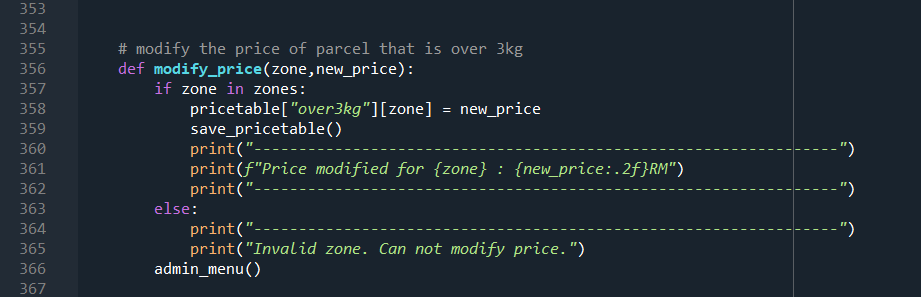 353
354
355 # modify the price of parcel that is over 3kg
356 def modify_price(zone,new_price):
357 if zone in zones:
358 pricetable["over3kg"][zone] = new_price
359 save_pricetable()
360 print("-----------------------------------------------------------------")
361 print(f"Price modified for {zone} : {new_price:.2f}RM")
362 print("-----------------------------------------------------------------")
363 else:
364 print("-----------------------------------------------------------------")
365 print("Invalid zone. Can not modify price.")
366 admin_menu()
367